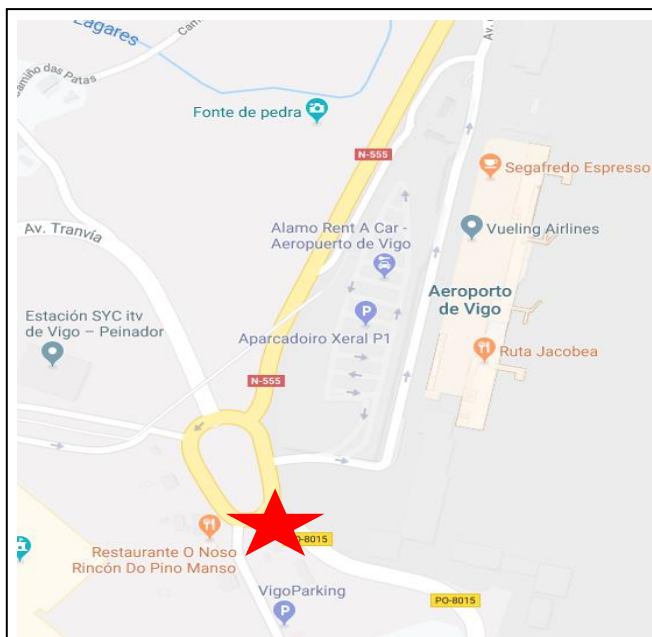 Lagares
Cam
Camiño das Patas
Av.
Fonte de pedra
N-555
Segafredo Espresso
Av. Tranvía
Alamo Rent A Car -
Aeropuerto de Vigo
Vueling Airlines
Aeroporto
de Vigo
Estación SYC itv
de Vigo – Peinador
P
Aparcadoiro Xeral P1
Ruta Jacobea
N-555
Restaurante O Noso
Rincón Do Pino Manso
PO-8015
VigoParking
P
PO-8015